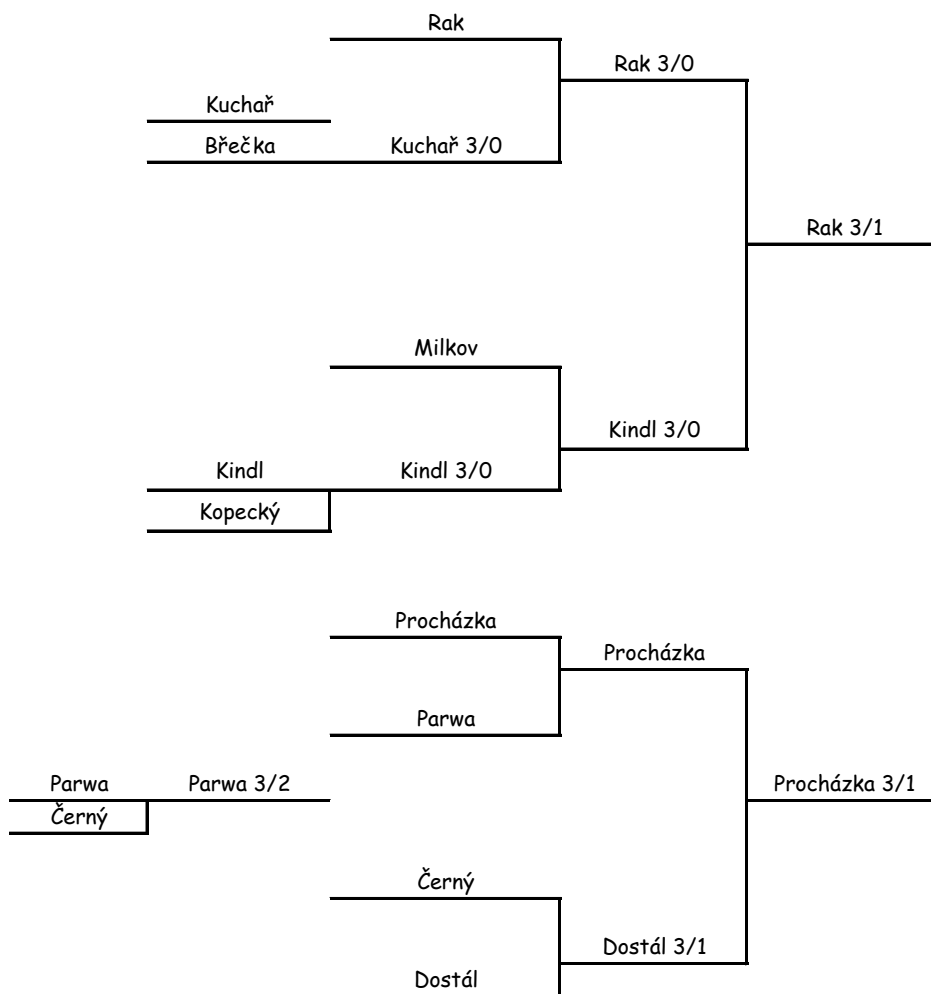 Rak
Rak 3/0
Kuchař
Břečka
Kuchař 3/0
Rak 3/1
Milkov
Kindl 3/0
Kindl
Kindl 3/0
Kopecký
Procházka
Procházka
Parwa
Parwa
Parwa 3/2
Procházka 3/1
Černý
Černý
Dostál 3/1
Dostál